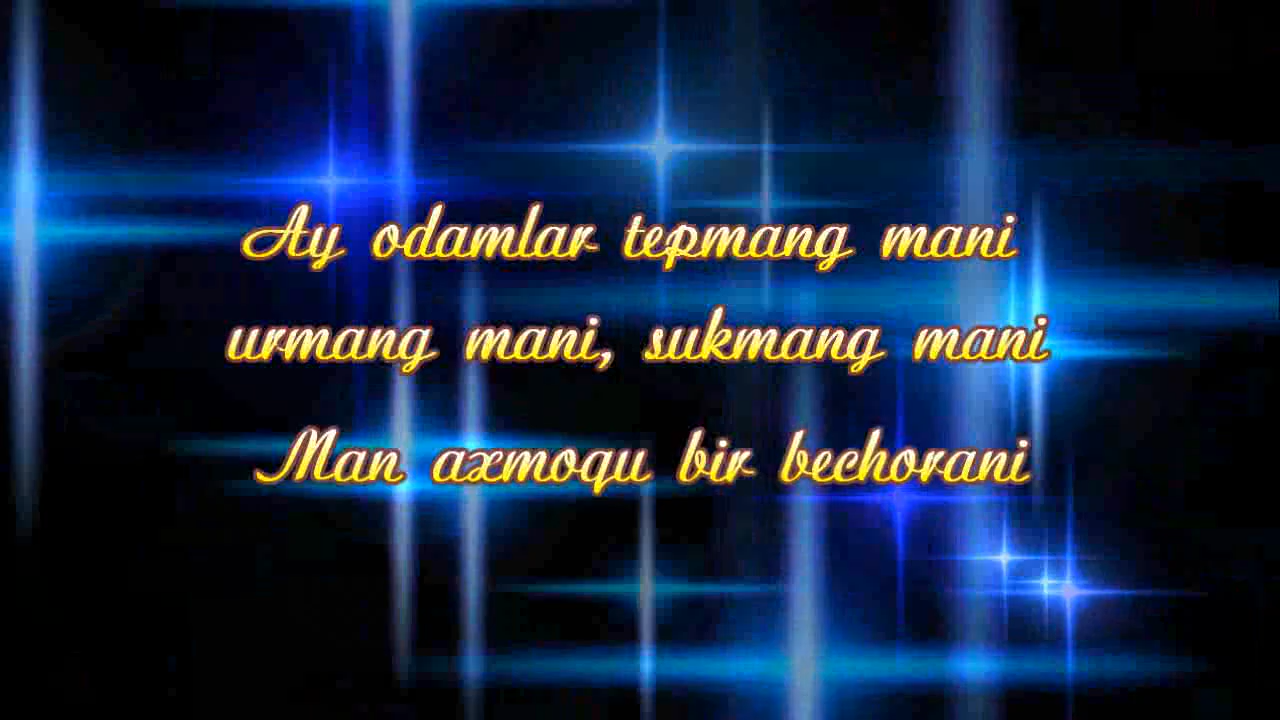 Ay odamlar tepmang mani
urmang mani, sukmang mani
Man axmoqu bir bechorani